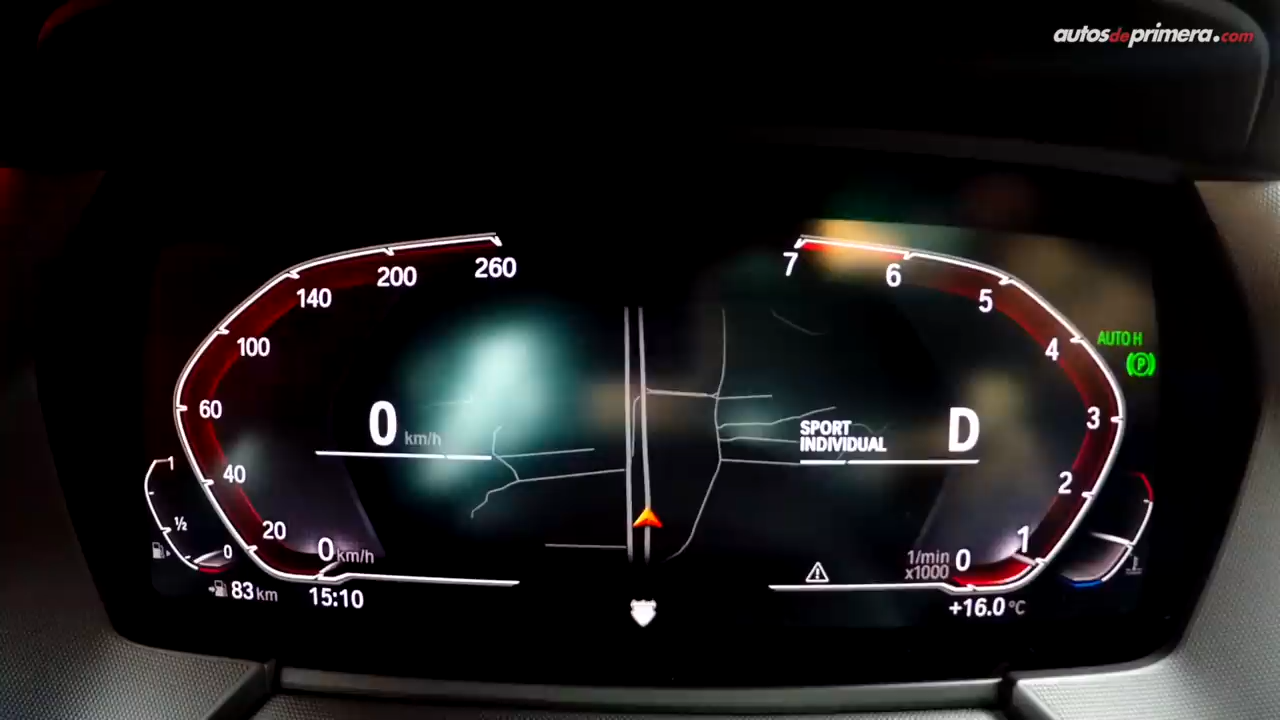 autosdeprimera.com
260
200
140
100
60
40
20
0 km/h
0 km/h
1
½
0
83 km
15:10
7
6
5
4
3
2
1
0
1/min
x1000
AUTO H
P
SPORT
INDIVIDUAL
D
+16.0 °C